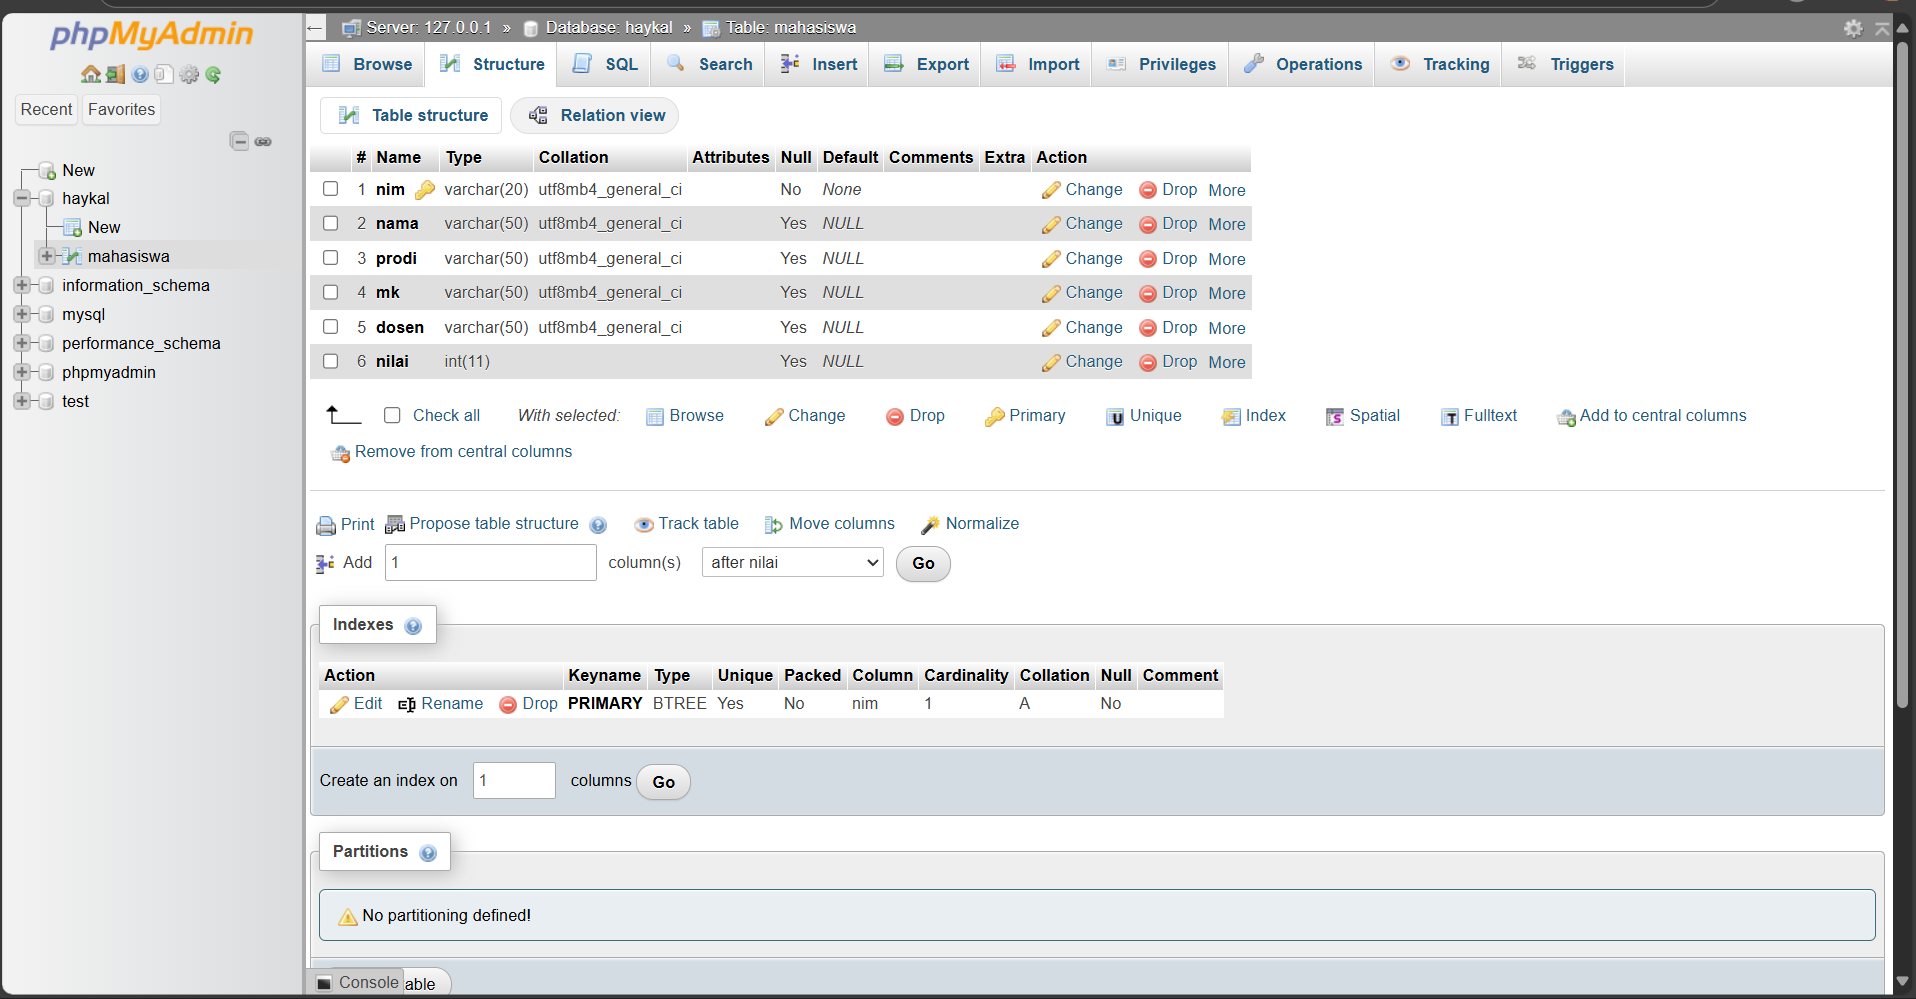 phpMyAdmin
Recent Favorites
New
haykal
New
mahasiswa
information_schema
mysql
performance_schema
phpmyadmin
test
Server: 127.0.0.1 » Database: haykal » Table: mahasiswa
Browse Structure SQL Search Insert Export Import Privileges Operations Tracking Triggers
Table structure Relation view
# Name Type Collation Attributes Null Default Comments Extra Action
1 nim varchar(20) utf8mb4_general_ci No None Change Drop More
2 nama varchar(50) utf8mb4_general_ci Yes NULL Change Drop More
3 prodi varchar(50) utf8mb4_general_ci Yes NULL Change Drop More
4 mk varchar(50) utf8mb4_general_ci Yes NULL Change Drop More
5 dosen varchar(50) utf8mb4_general_ci Yes NULL Change Drop More
6 nilai int(11) Yes NULL Change Drop More
Check all With selected: Browse Change Drop Primary Unique Index Spatial Fulltext Add to central columns
Remove from central columns
Print Propose table structure Track table Move columns Normalize
Add 1 column(s) after nilai Go
Indexes
Action Keyname Type Unique Packed Column Cardinality Collation Null Comment
Edit Rename Drop PRIMARY BTREE Yes No nim 1 A No
Create an index on 1 columns Go
Partitions
No partitioning defined!
Console able